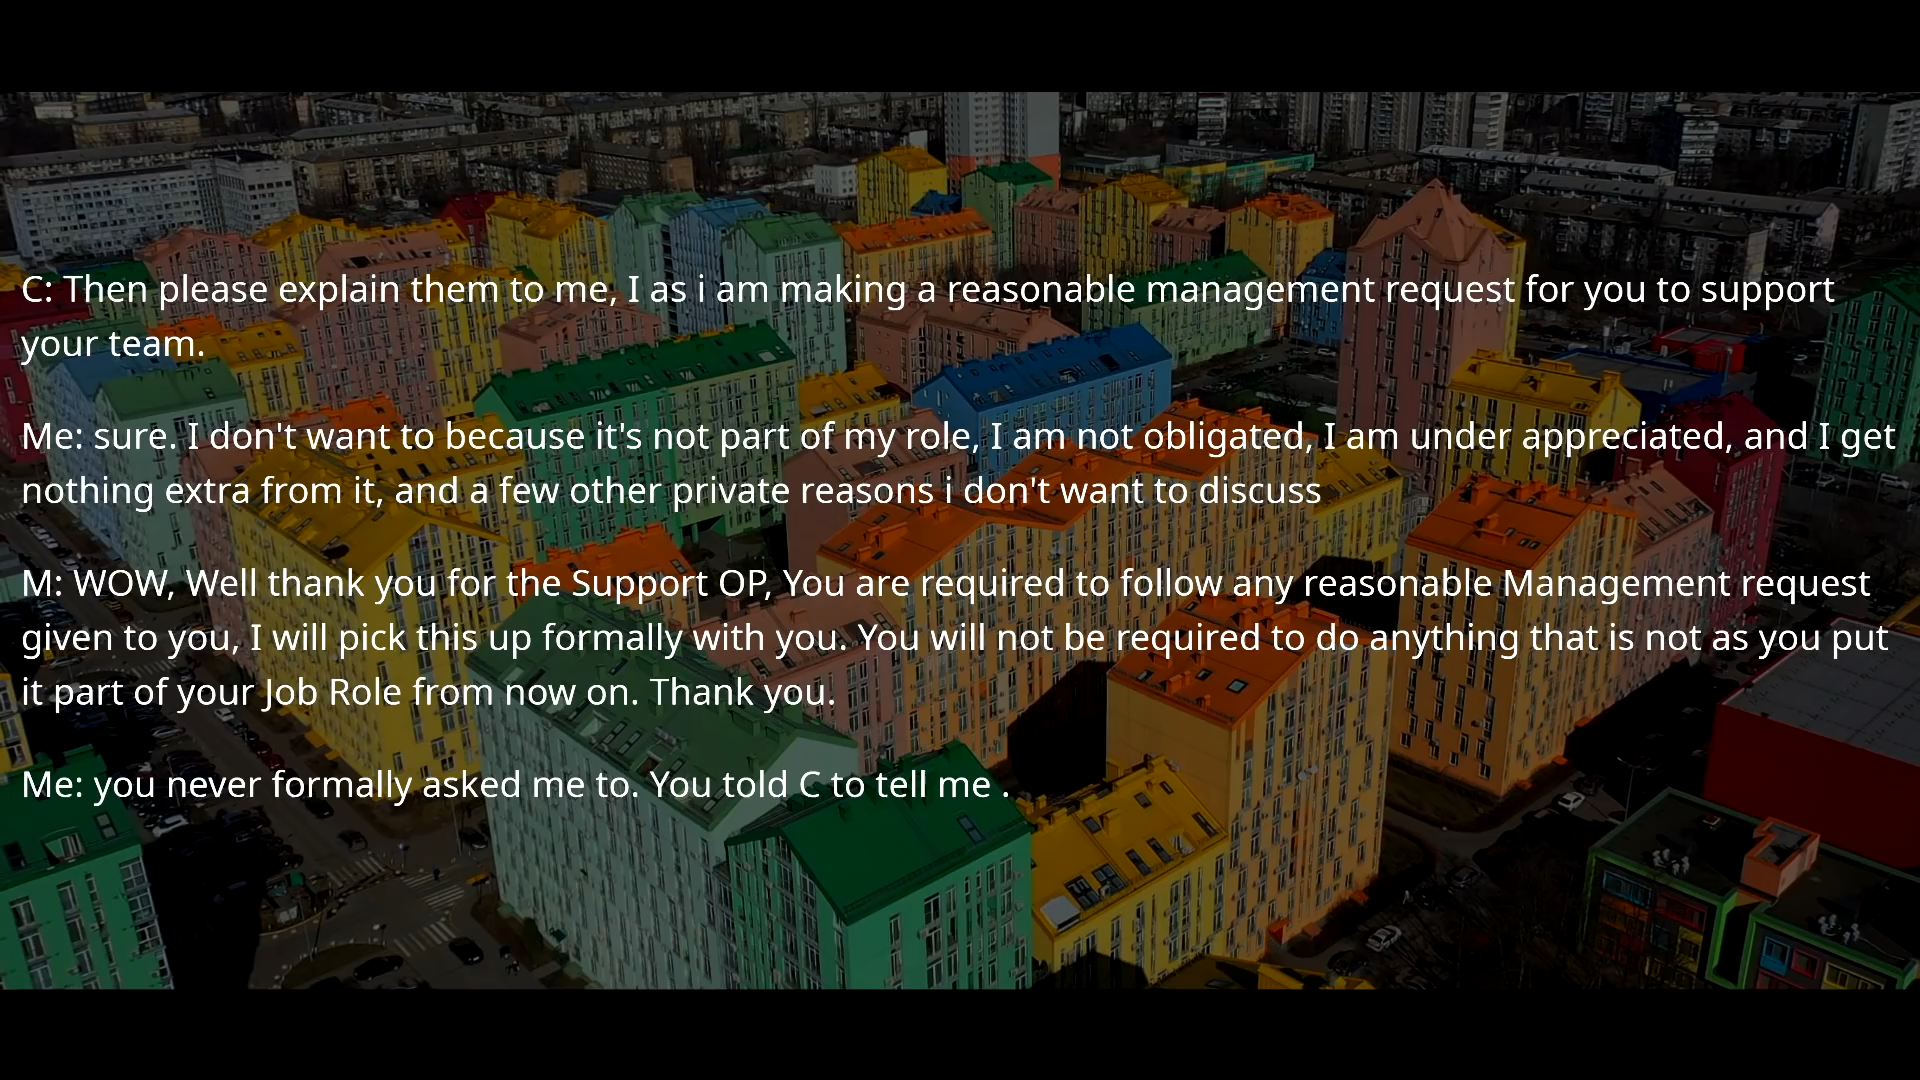 C: Then please explain them to me, I as i am making a reasonable management request for you to support
your team.
Me: sure. I don't want to because it's not part of my role, I am not obligated, I am under appreciated, and I get
nothing extra from it, and a few other private reasons i don't want to discuss
M: WOW, Well thank you for the Support OP, You are required to follow any reasonable Management request
given to you, I will pick this up formally with you. You will not be required to do anything that is not as you put
it part of your Job Role from now on. Thank you.
Me: you never formally asked me to. You told C to tell me .